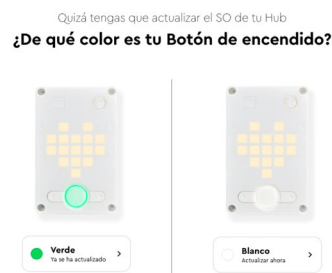 Quizá tengas que actualizar el SO de tu Hub
¿De qué color es tu Botón de encendido?
Verde
Ya se ha actualizado
Blanco
Actualizar ahora